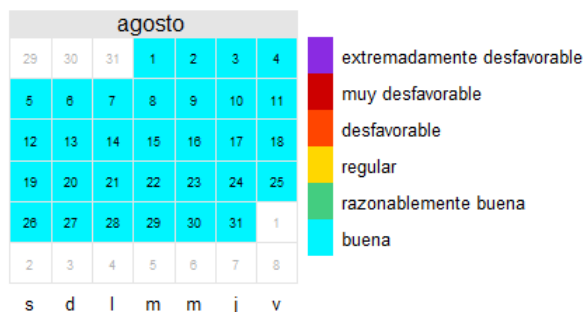 agosto
29 30 31 1 2 3 4
5 6 7 8 9 10 11
12 13 14 15 16 17 18
19 20 21 22 23 24 25
26 27 28 29 30 31 1
2 3 4 5 6 7 8
s d l m m j v
extremadamente desfavorable
muy desfavorable
desfavorable
regular
razonablemente buena
buena